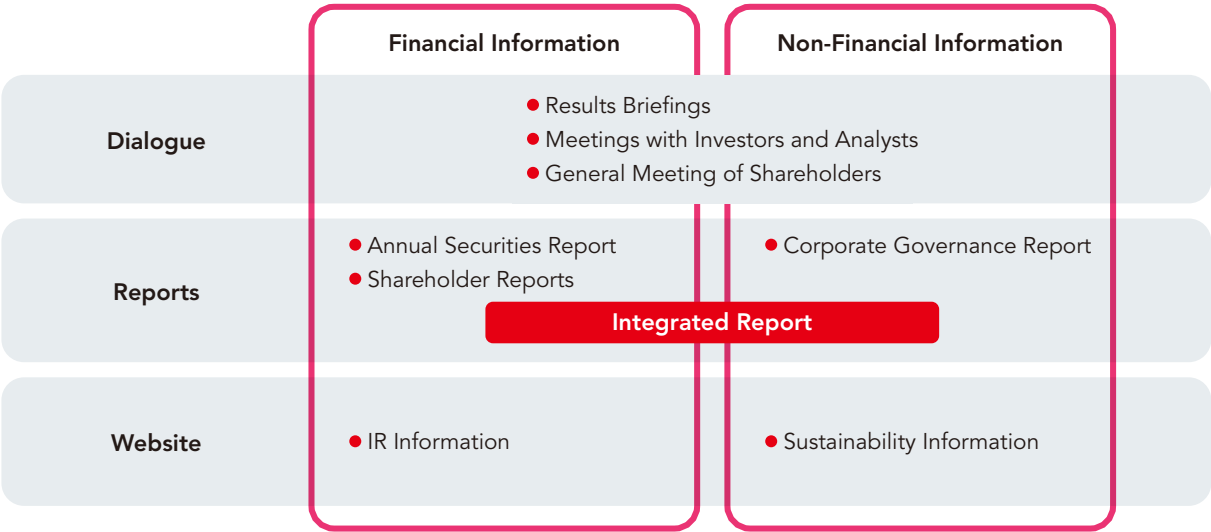 Financial Information
Non-Financial Information
Dialogue
Results Briefings
Meetings with Investors and Analysts
General Meeting of Shareholders
Reports
Annual Securities Report
Shareholder Reports
Corporate Governance Report
Integrated Report
Website
IR Information
Sustainability Information